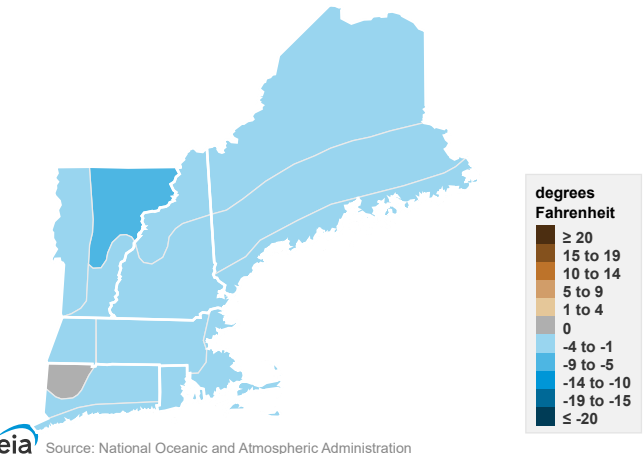 degrees
Fahrenheit
≥ 20
15 to 19
10 to 14
5 to 9
1 to 4
0
-4 to -1
-9 to -5
-14 to -10
-19 to -15
≤ -20
eia Source: National Oceanic and Atmospheric Administration